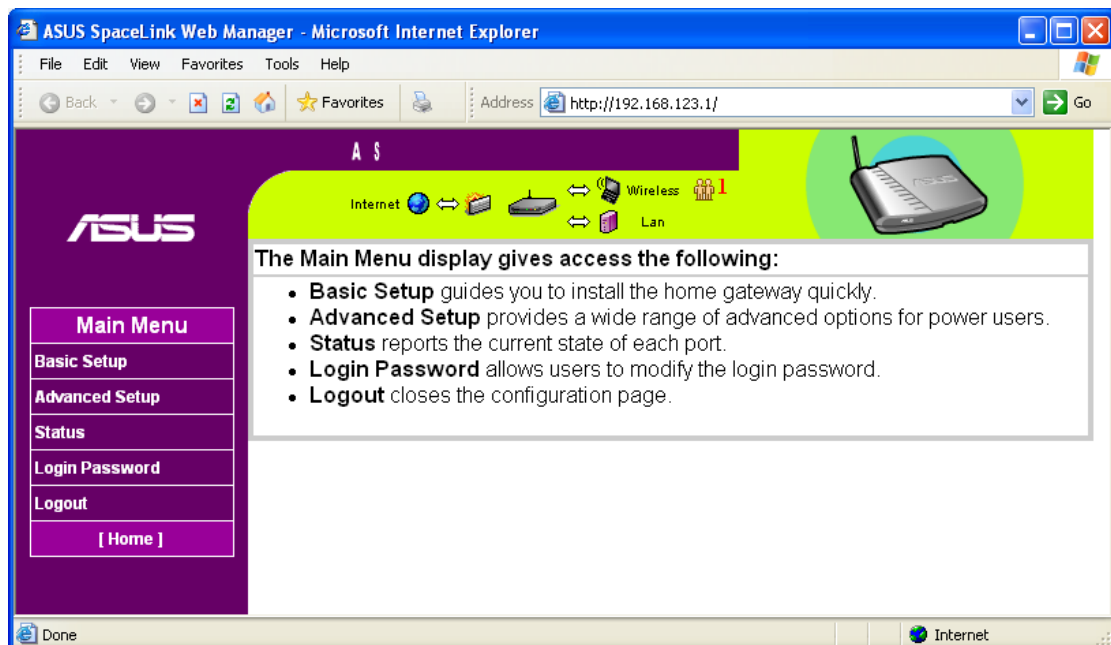 ASUS SpaceLink Web Manager - Microsoft Internet Explorer
File Edit View Favorites Tools Help
Back Favorites Address http://192.168.123.1/ Go
A S
Internet Wireless 1
Lan
ASUS
The Main Menu display gives access the following:
• Basic Setup guides you to install the home gateway quickly.
• Advanced Setup provides a wide range of advanced options for power users.
• Status reports the current state of each port.
• Login Password allows users to modify the login password.
• Logout closes the configuration page.
Main Menu
Basic Setup
Advanced Setup
Status
Login Password
Logout
[ Home ]
Done Internet